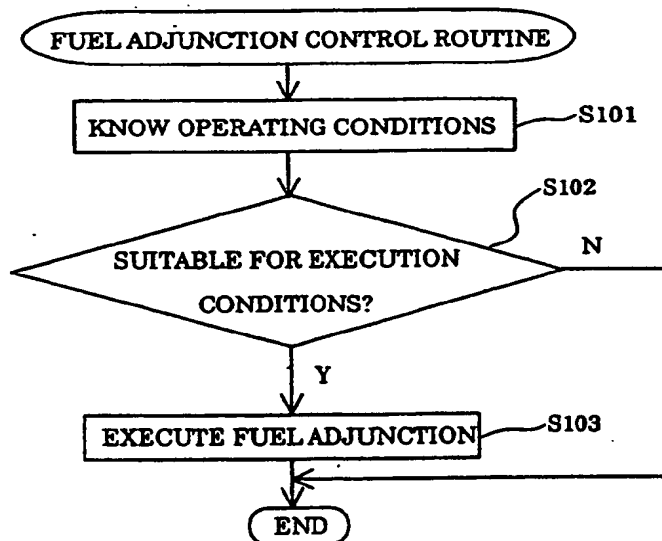 FUEL ADJUNCTION CONTROL ROUTINE
KNOW OPERATING CONDITIONS
S101
S102
SUITABLE FOR EXECUTION
CONDITIONS?
N
Y
EXECUTE FUEL ADJUNCTION
S103
END